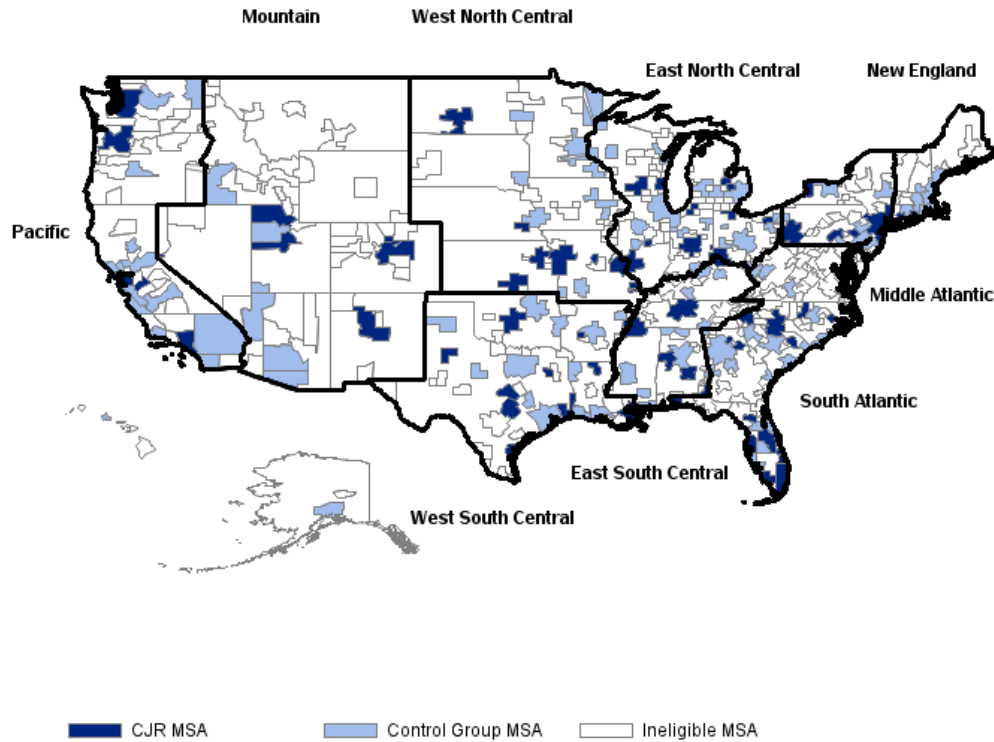 Mountain
West North Central
East North Central
New England
Pacific
Middle Atlantic
South Atlantic
East South Central
West South Central
CJR MSA
Control Group MSA
Ineligible MSA